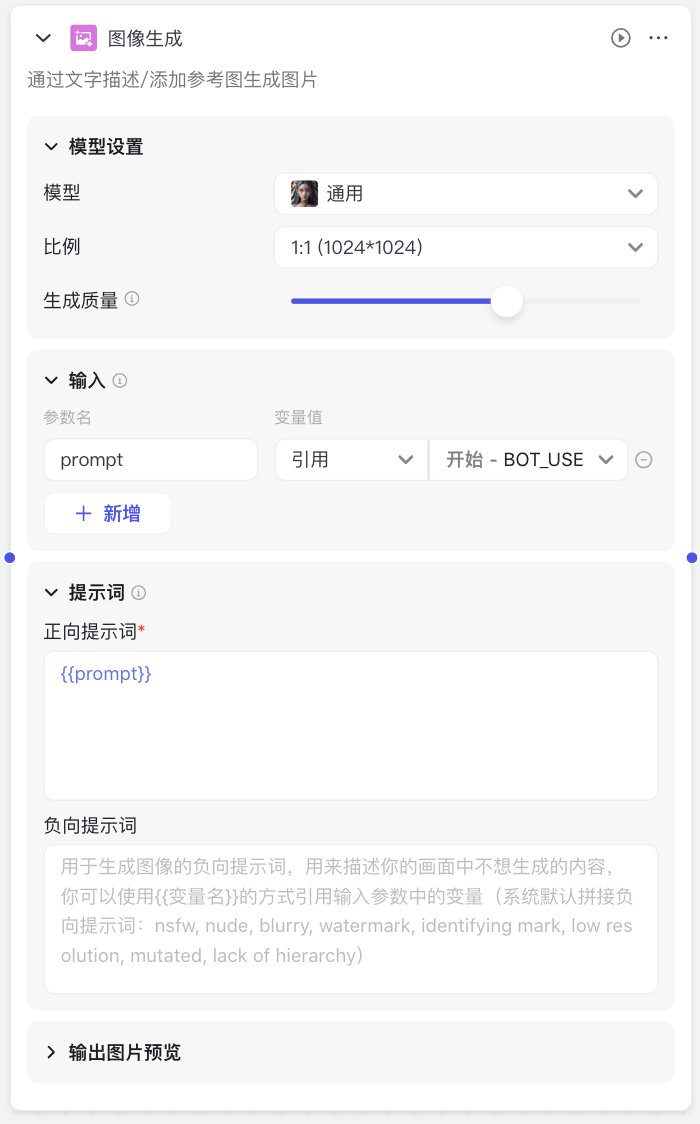 图像生成
通过文字描述/添加参考图生成图片
模型设置
模型
通用
比例
1:1 (1024*1024)
生成质量
输入
参数名
变量值
prompt
引用
开始 - BOT_USE
新增
提示词
正向提示词*
{{prompt}}
负向提示词
用于生成图像的负向提示词，用来描述你的画面中不想生成的内容，
你可以使用{{变量名}}的方式引用输入参数中的变量（系统默认拼接负
向提示词：nsfw, nude, blurry, watermark, identifying mark, low res
olution, mutated, lack of hierarchy）
输出图片预览